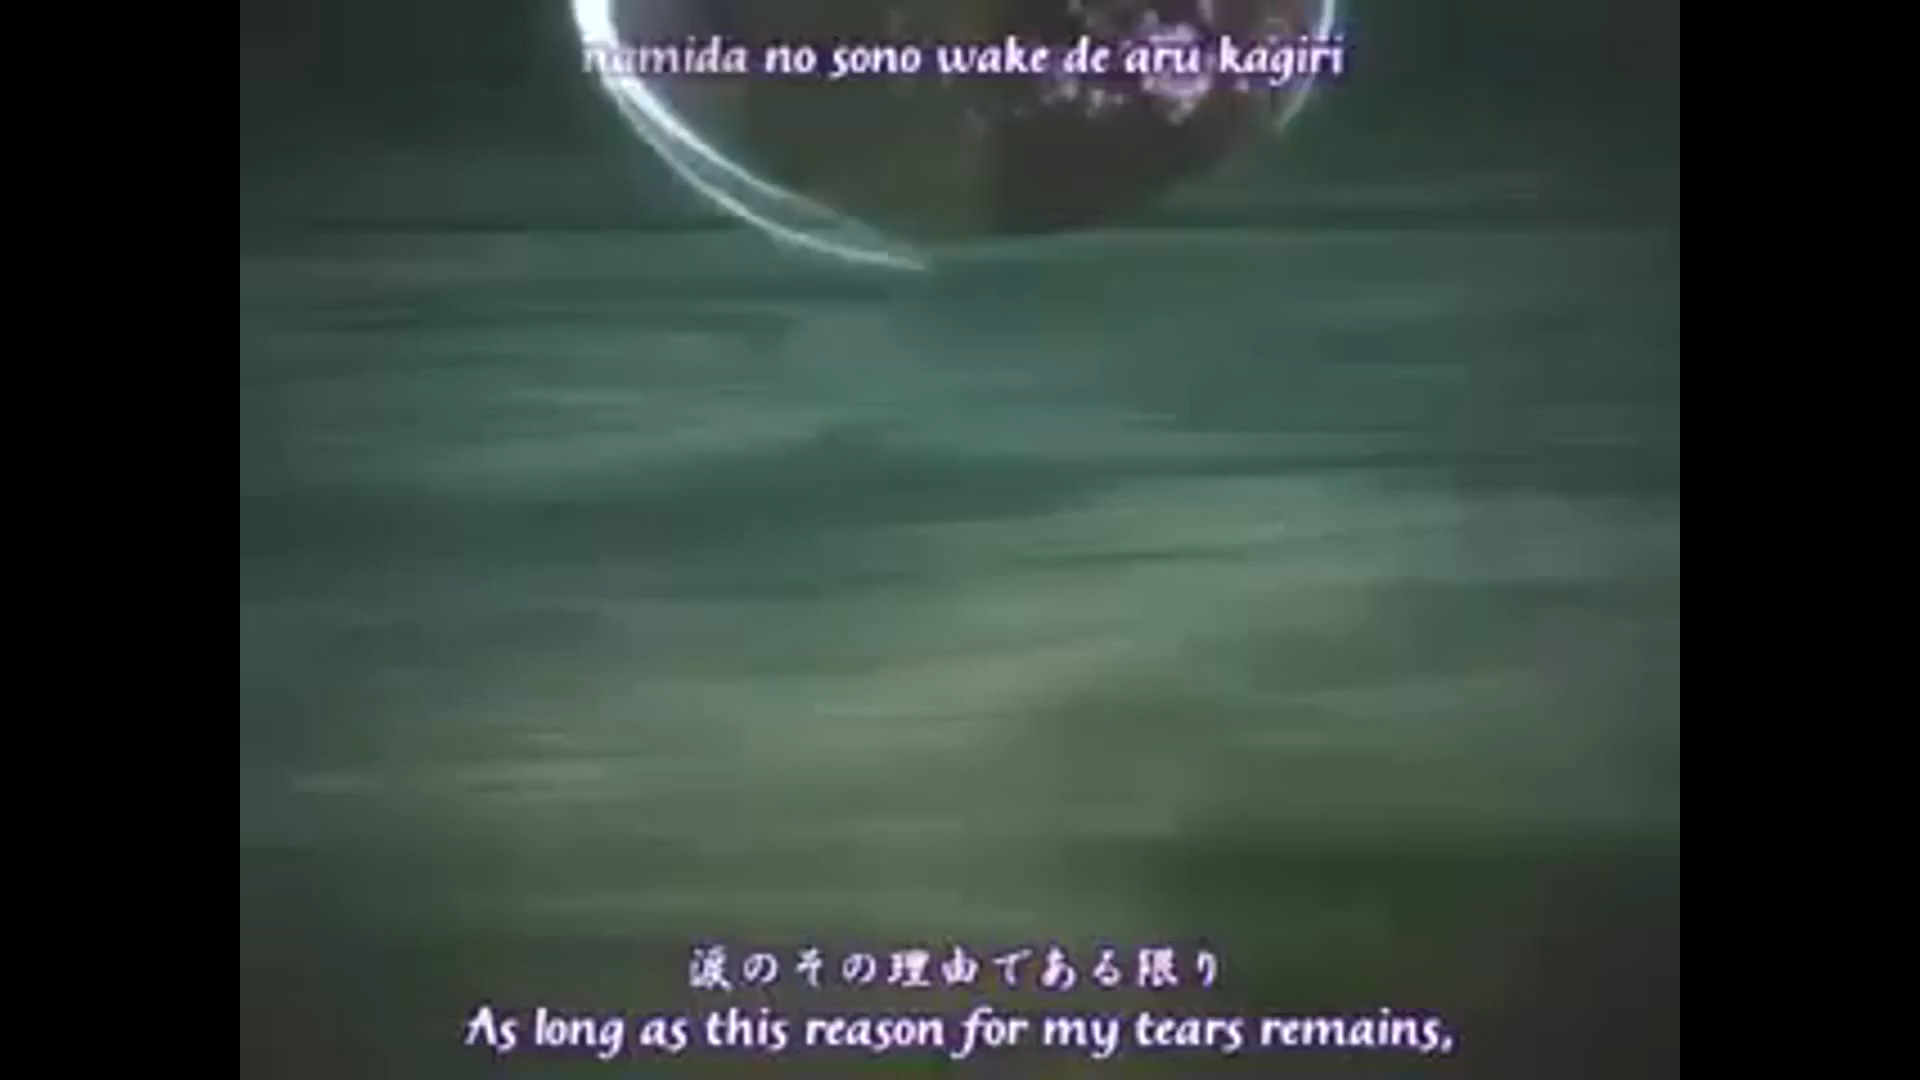 namida no sono wake de aru kagiri
涙のその理由である限り
As long as this reason for my tears remains,